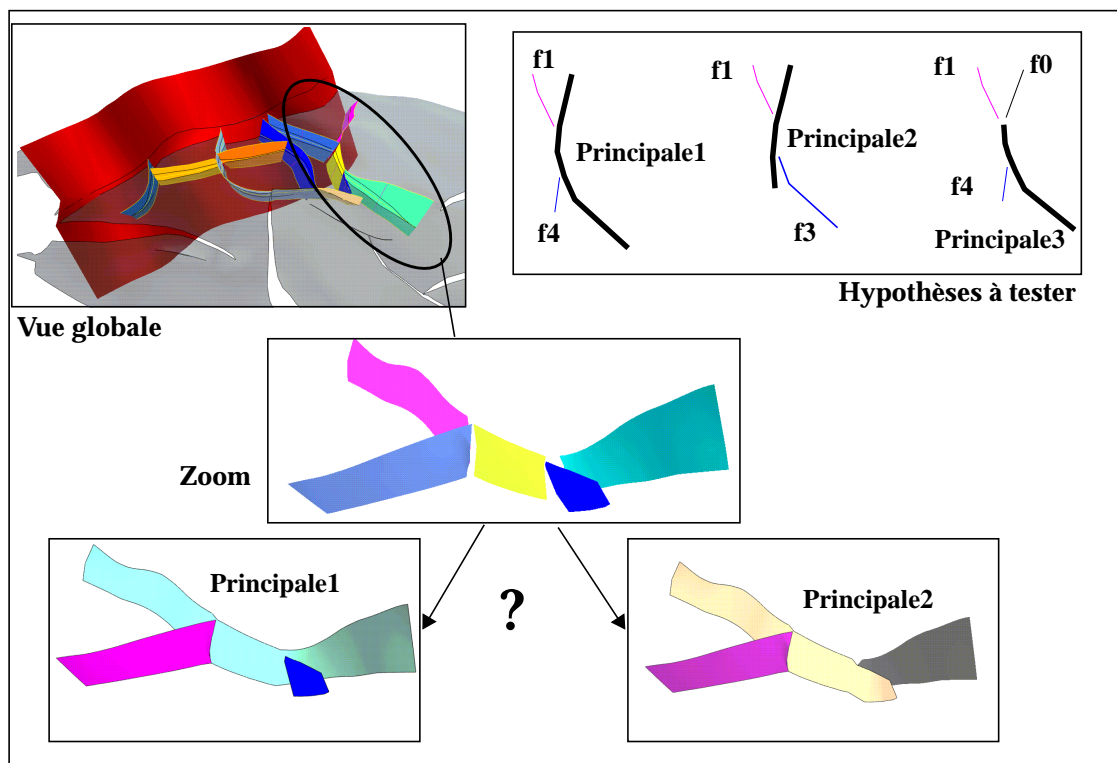 f1
f1
f1
f0
Principale1
Principale2
f4
f3
f4
Principale3
Vue globale
Hypothèses à tester
Zoom
Principale1
?
Principale2